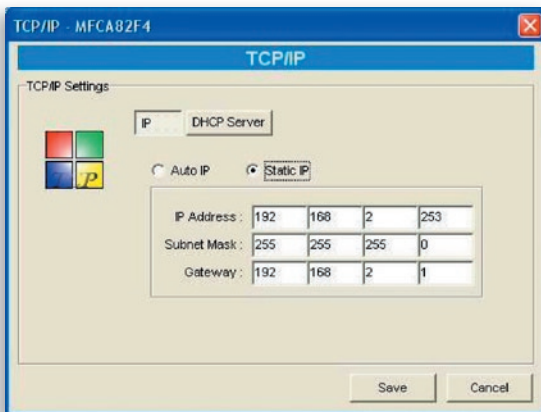 TCP/IP - MFCA82F4
TCP/IP
TCP/IP Settings
IP DHCP Server
Auto IP Static IP
IP Address : 192 168 2 253
Subnet Mask : 255 255 255 0
Gateway : 192 168 2 1
Save Cancel